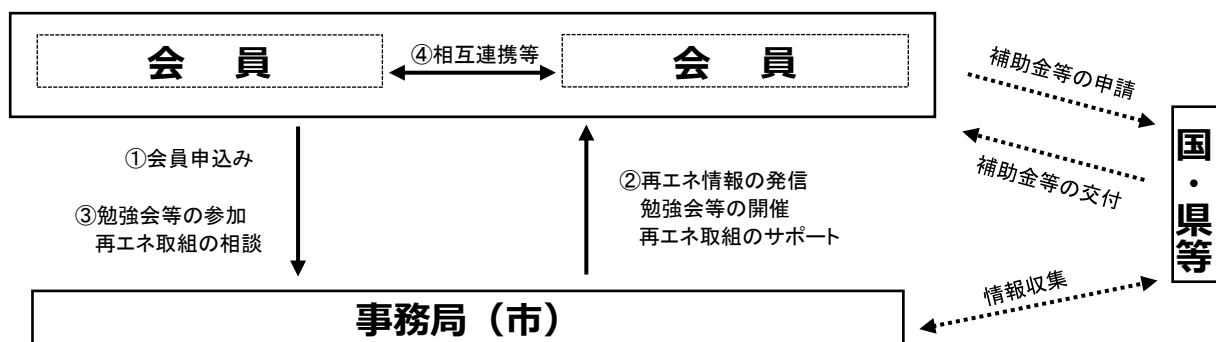 会 員
④相互連携等
会 員
補助金等の申請
補助金等の交付
国・県等
①会員申込み
③勉強会等の参加
再エネ取組の相談
②再エネ情報の発信
勉強会等の開催
再エネ取組のサポート
情報収集
事務局（市）